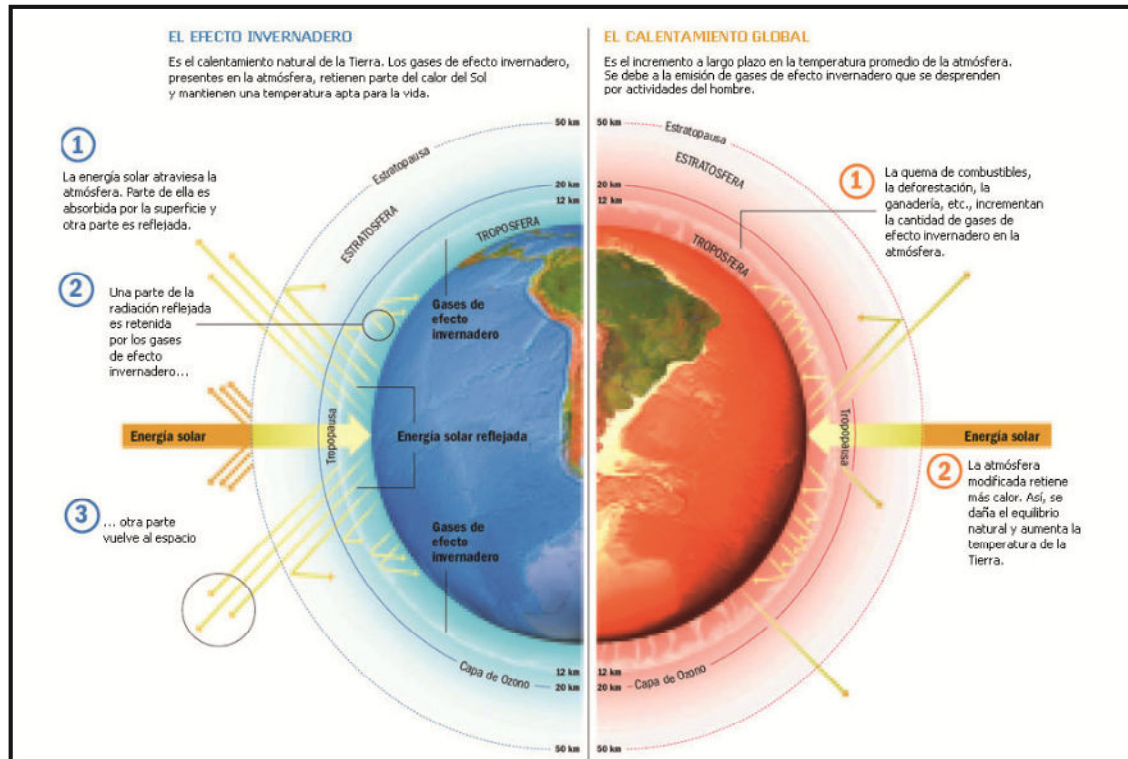 EL EFECTO INVERNADERO
Es el calentamiento natural de la Tierra. Los gases de efecto invernadero,
presentes en la atmósfera, retienen parte del calor del Sol
y mantienen una temperatura apta para la vida.
1
La energía solar atraviesa la
atmósfera. Parte de ella es
absorbida por la superficie y
otra parte es reflejada.
2
Una parte de la
radiación reflejada
es retenida
por los gases
de efecto
invernadero...
Energía solar
3
... otra parte
vuelve al espacio
50 km
Estratopausa
20 km
ESTRATOSFERA
12 km
TROPOSFERA
Gases de
efecto
invernadero
Tropopausa
Energía solar reflejada
Gases de
efecto
invernadero
Capa de Ozono
12 km
20 km
50 km
EL CALENTAMIENTO GLOBAL
Es el incremento a largo plazo en la temperatura promedio de la atmósfera.
Se debe a la emisión de gases de efecto invernadero que se desprenden
por actividades del hombre.
50 km
Estratopausa
ESTRATOSFERA
20 km
12 km
TROPOSFERA
1
La quema de combustibles,
la deforestación, la
ganadería, etc., incrementan
la cantidad de gases de
efecto invernadero en la
atmósfera.
Tropopausa
Energía solar
2
La atmósfera
modificada retiene
más calor. Así, se
daña el equilibrio
natural y aumenta la
temperatura de la
Tierra.
12 km
20 km
Capa de Ozono
50 km